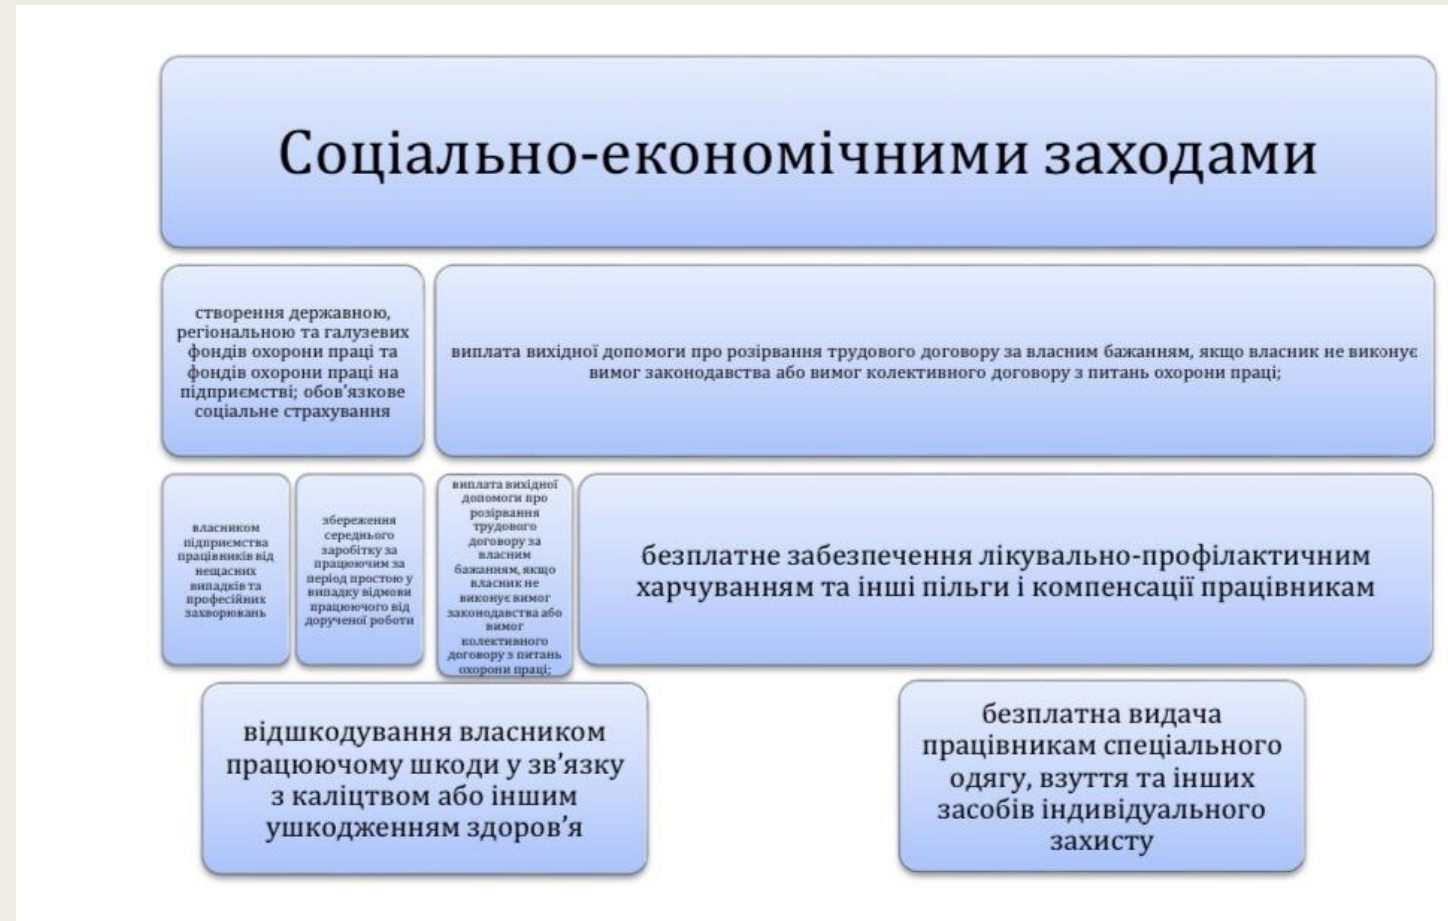 Соціально-економічними заходами
створення державною,
регіональною та галузевих
фондів охорони праці та
фондів охорони праці на
підприємстві; обов’язкове
соціальне страхування
виплата вихідної допомоги про розірвання трудового договору за власним бажанням, якщо власник не виконує
вимог законодавства або вимог колективного договору з питань охорони праці;
власником
підприємства
працівників від
нещасних
випадків та
професійних
захворювань
збереження
середнього
заробітку за
працюючим за
період простою у
випадку відмови
працюючого від
дорученої роботи
виплата вихідної
допомоги про
розірвання
трудового
договору за
власним
бажанням, якщо
власник не
виконує вимог
законодавства або
вимог
колективного
договору з питань
охорони праці;
безплатне забезпечення лікувально-профілактичним
харчуванням та інші пільги і компенсації працівникам
відшкодування власником
працюючому шкоди у зв’язку
з каліцтвом або іншим
ушкодженням здоров’я
безплатна видача
працівникам спеціального
одягу, взуття та інших
засобів індивідуального
захисту